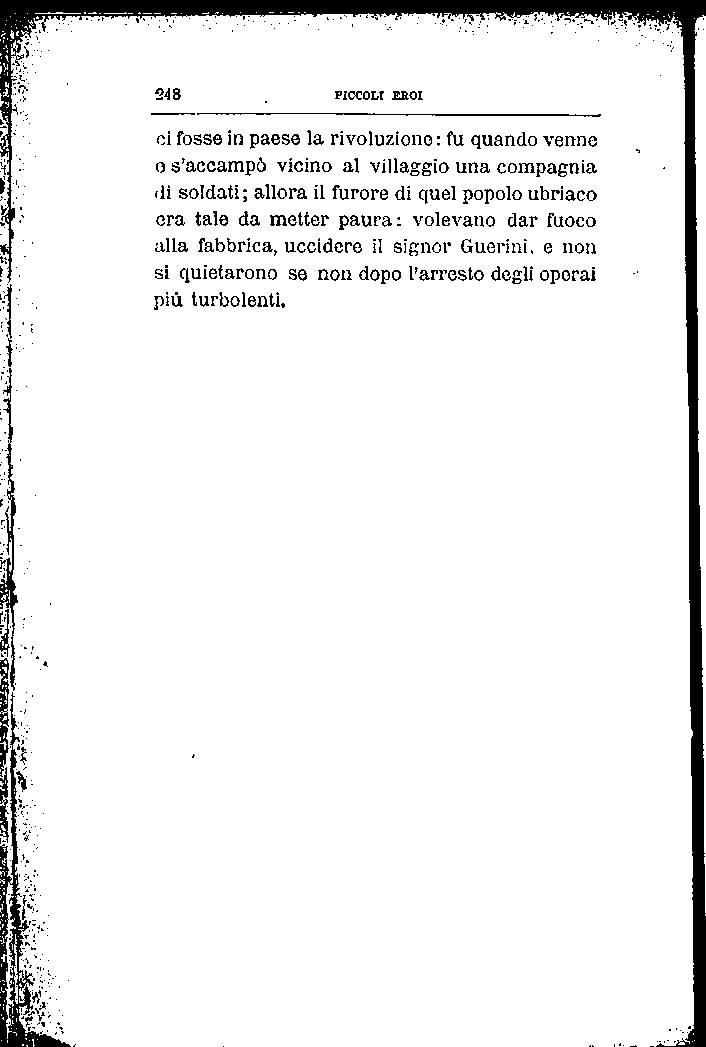 248 PICCOLI EROI
ci fosse in paese la rivoluzione: fu quando venne
e s'accampò vicino al villaggio una compagnia
di soldati; allora il furore di quel popolo ubriaco
era tale da metter paura: volevano dar fuoco
alla fabbrica, uccidere il signor Guerini, e non
si quietarono se non dopo l'arresto degli operai
più turbolenti.